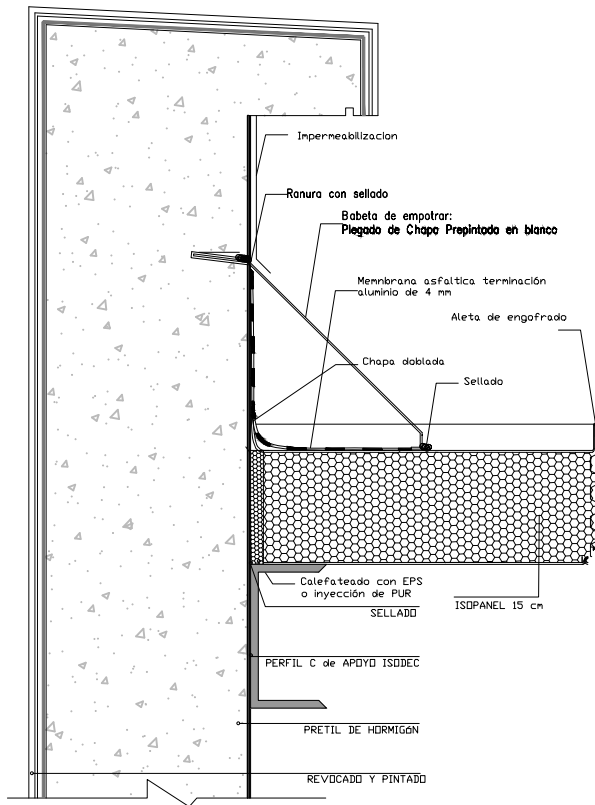 Impermeabilizacion
Ranura con sellado
Babeta de empotrar:
Plegado de Chapa Prepintada en blanco
Memnbrana asfaltica terminación
aluminio de 4 mm
Aleta de engofrado
Chapa doblada
Sellado
Calefateado con EPS
o inyección de PUR
SELLADO
ISOPANEL 15 cm
PERFIL C de APOYO ISODEC
PRETIL DE HORMIGóN
REVOCADO Y PINTADO